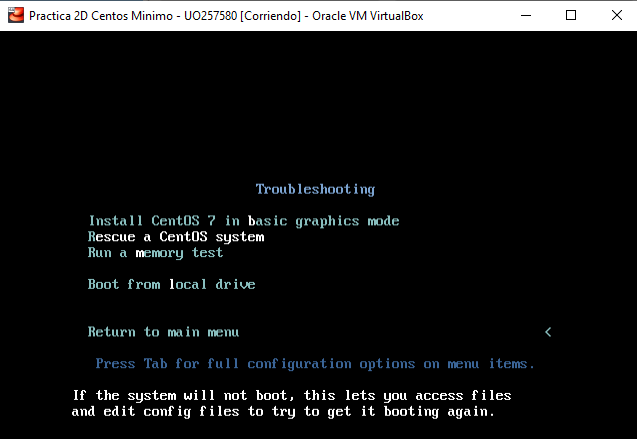 Practica 2D Centos Minimo - UO257580 [Corriendo] - Oracle VM VirtualBox
Troubleshooting
Install CentOS 7 in basic graphics mode
Rescue a CentOS system
Run a memory test
Boot from local drive
Return to main menu <
Press Tab for full configuration options on menu items.
If the system will not boot, this lets you access files
and edit config files to try to get it booting again.